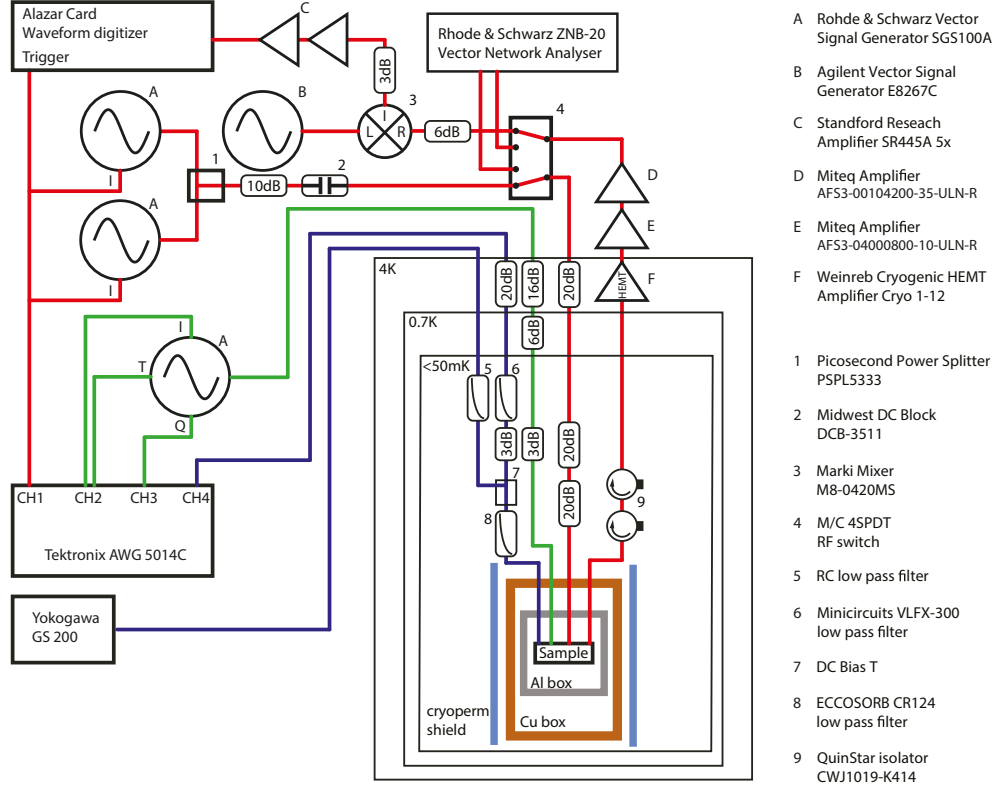 Alazar Card
Waveform digitizer
Trigger
C
3dB
Rhode & Schwarz ZNB-20
Vector Network Analyser
A
I
B
L
I
R
3
6dB
4
1
10dB
2
A
I
D
E
HEMT
F
4K
20dB
16dB
20dB
0.7K
6dB
<50mK
5
6
I
A
T
Q
3dB
3dB
20dB
20dB
7
8
9
CH1
CH2
CH3
CH4
Tektronix AWG 5014C
Yokogawa
GS 200
Sample
Al box
Cu box
cryoperm
shield
A Rohde & Schwarz Vector
Signal Generator SGS100A
B Agilent Vector Signal
Generator E8267C
C Standford Reseach
Amplifier SR445A 5x
D Miteq Amplifier
AFS3-00104200-35-ULN-R
E Miteq Amplifier
AFS3-04000800-10-ULN-R
F Weinreb Cryogenic HEMT
Amplifier Cryo 1-12
1 Picosecond Power Splitter
PSPL5333
2 Midwest DC Block
DCB-3511
3 Marki Mixer
M8-0420MS
4 M/C 4SPDT
RF switch
5 RC low pass filter
6 Minicircuits VLFX-300
low pass filter
7 DC Bias T
8 ECCOSORB CR124
low pass filter
9 QuinStar isolator
CWJ1019-K414